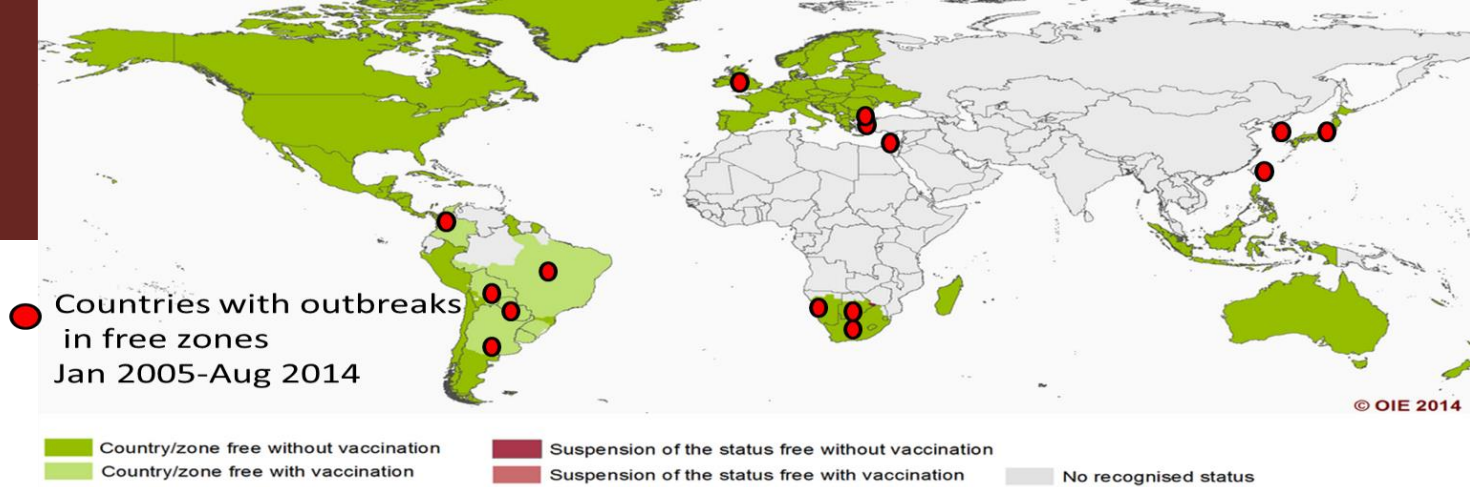 Countries with outbreaks
in free zones
Jan 2005-Aug 2014
© OIE 2014
Country/zone free without vaccination
Suspension of the status free without vaccination
Country/zone free with vaccination
Suspension of the status free with vaccination
No recognised status